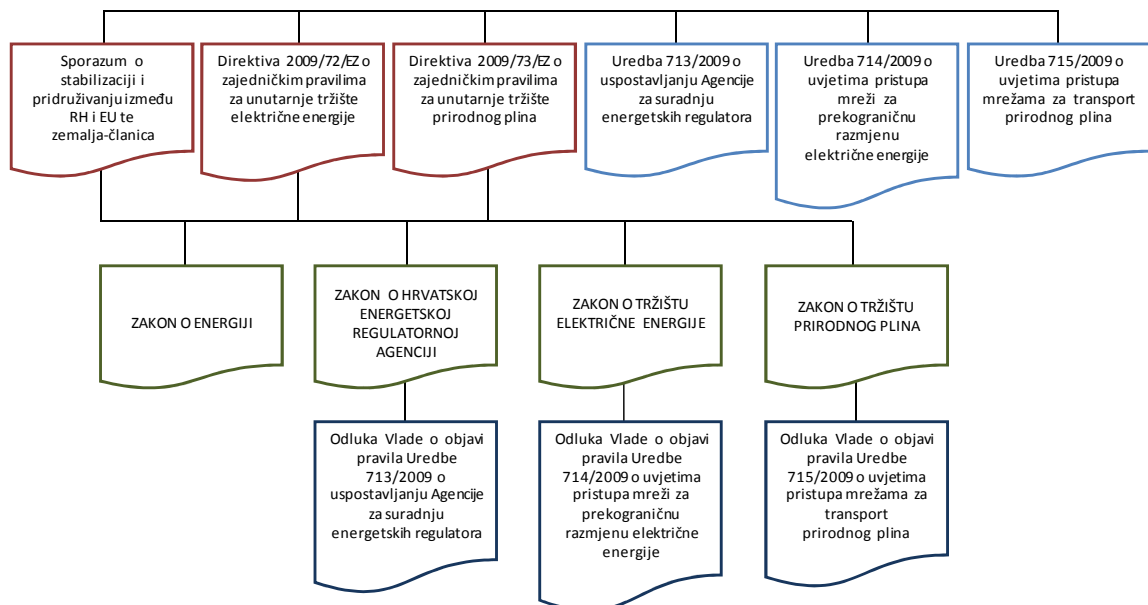 Sporazum o
stabilizaciji i
pridruživanju između
RH i EU te
zemalja-članica
Direktiva 2009/72/EZ o
zajedničkim pravilima
za unutarnje tržište
električne energije
Direktiva 2009/73/EZ o
zajedničkim pravilima
za unutarnje tržište
prirodnog plina
Uredba 713/2009 o
uspostavljanju Agencije
za suradnju
energetskih regulatora
Uredba 714/2009 o
uvjetima pristupa
mreži za
prekograničnu
razmjenu
električne energije
Uredba 715/2009 o
uvjetima pristupa
mrežama za transport
prirodnog plina
ZAKON O ENERGIJI
ZAKON O HRVATSKOJ
ENERGETSKOJ
REGULATORNOJ
AGENCIJI
ZAKON O TRŽIŠTU
ELEKTRIČNE ENERGIJE
ZAKON O TRŽIŠTU
PRIRODNOG PLINA
Odluka Vlade o objavi
pravila Uredbe
713/2009 o
uspostavljanju Agencije
za suradnju
energetskih regulatora
Odluka Vlade o objavi
pravila Uredbe
714/2009 o uvjetima
pristupa mreži za
prekograničnu
razmjenu električne
energije
Odluka Vlade o objavi
pravila Uredbe
715/2009 o uvjetima
pristupa mrežama za
transport
prirodnog plina